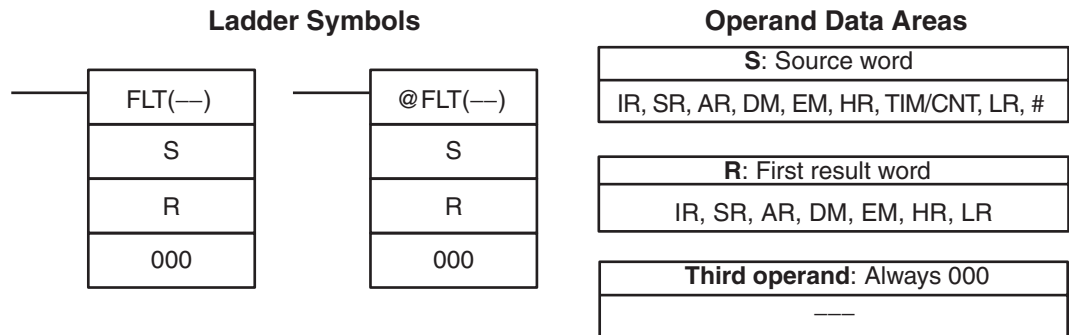 Ladder Symbols
FLT(––)
S
R
000
@FLT(––)
S
R
000
Operand Data Areas
S: Source word
IR, SR, AR, DM, EM, HR, TIM/CNT, LR, #
R: First result word
IR, SR, AR, DM, EM, HR, LR
Third operand: Always 000
–––